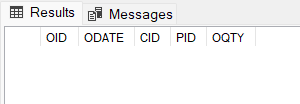 Results Messages
OID ODATE CID PID OQTY